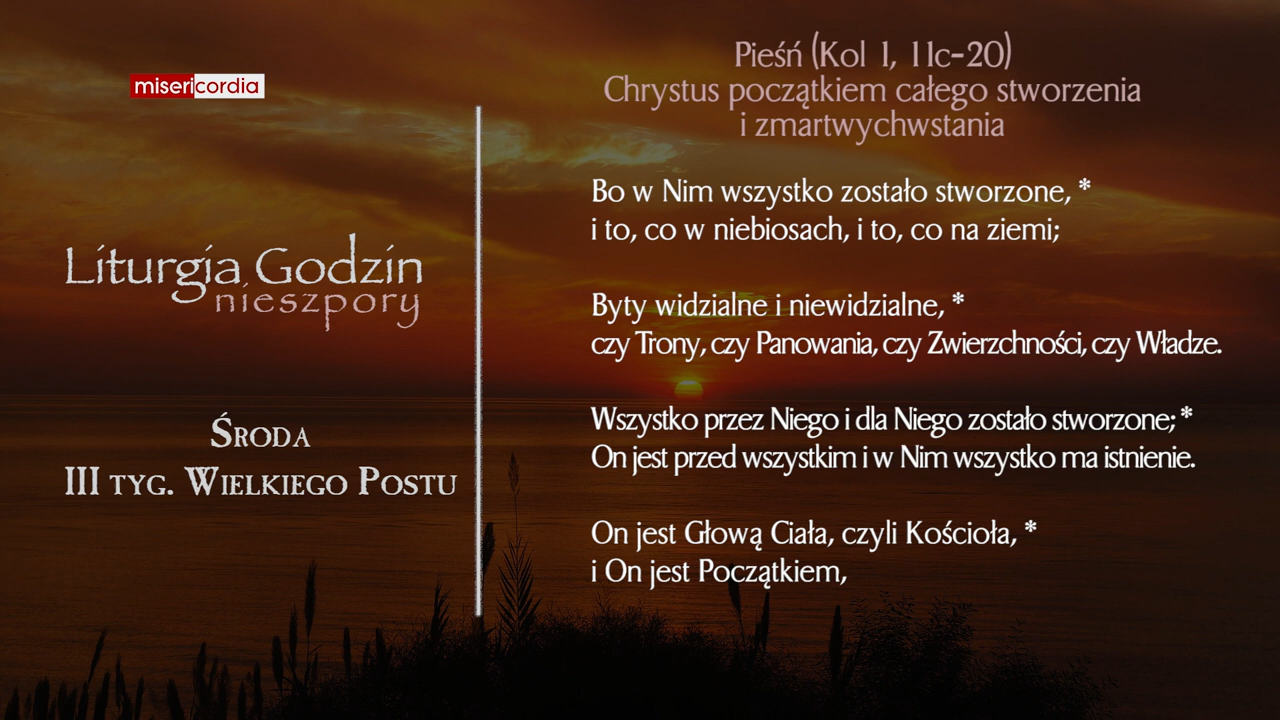 misericordia
Liturgia Godzin
nieszpory
Środa
III tyg. Wielkiego Postu
Pieśń (Kol 1, 11c-20)
Chrystus początkiem całego stworzenia
i zmartwychwstania
Bo w Nim wszystko zostało stworzone, *
i to, co w niebiosach, i to, co na ziemi;
Byty widzialne i niewidzialne, *
czy Trony, czy Panowania, czy Zwierzchności, czy Władze.
Wszystko przez Niego i dla Niego zostało stworzone; *
On jest przed wszystkim i w Nim wszystko ma istnienie.
On jest Głową Ciała, czyli Kościoła, *
i On jest Początkiem,